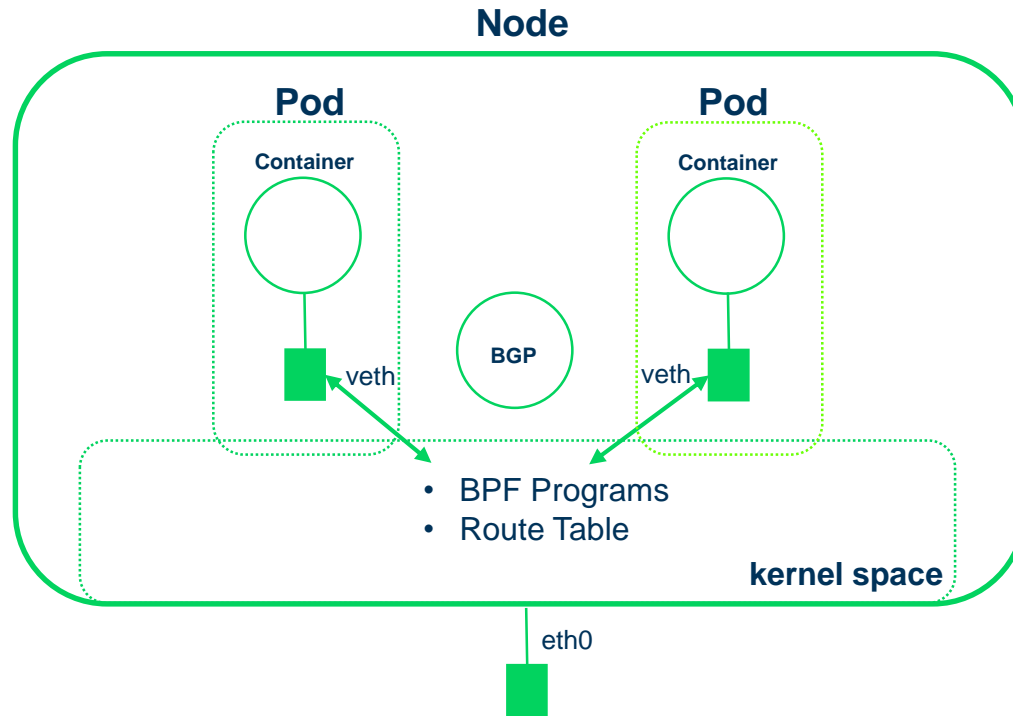 Node
Pod
Pod
Container
Container
BGP
veth
veth
• BPF Programs
• Route Table
kernel space
eth0